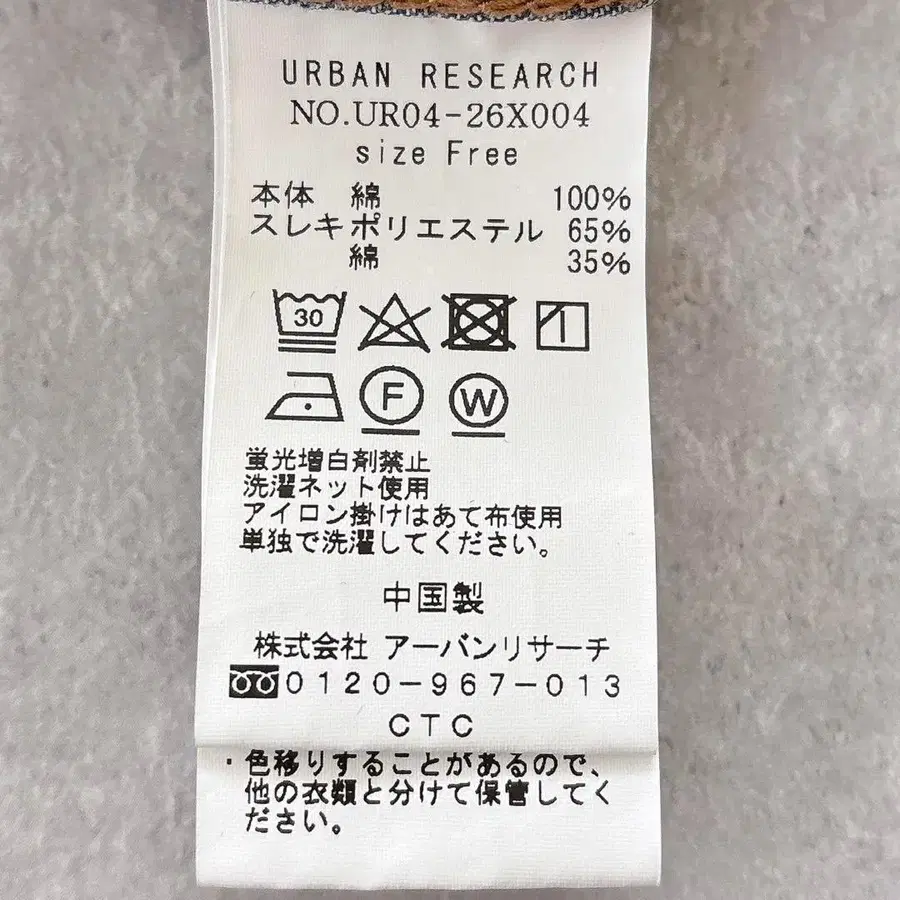 URBAN RESEARCH
NO.UR04-26X004
size Free
本体 綿 100%
スレキポリエステル 65%
綿 35%
30
F W
蛍光増白剤禁止
洗濯ネット使用
アイロン掛けはあて布使用
単独で洗濯してください。
中国製
株式会社 アーバンリサーチ
0120-967-013
CTC
・色移りすることがあるので、
他の衣類と分けて保管してく
ださい。